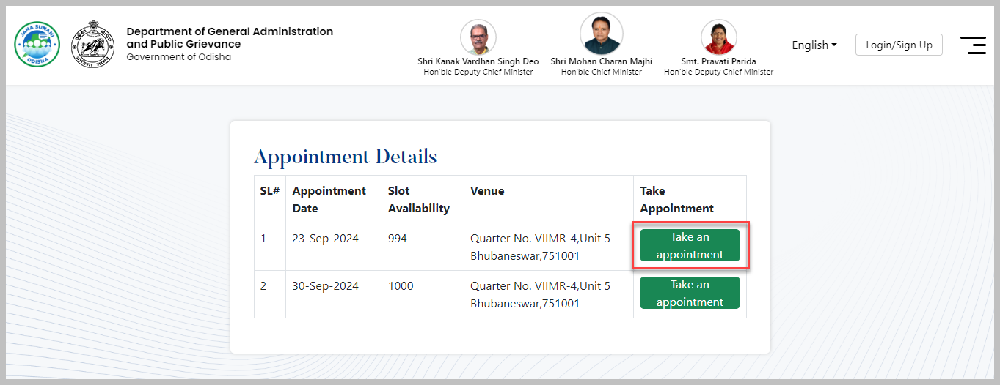 JANA SUNANI
ODISHA
Department of General Administration
and Public Grievance
Government of Odisha
Shri Kanak Vardhan Singh Deo
Hon'ble Deputy Chief Minister
Shri Mohan Charan Majhi
Hon'ble Chief Minister
Smt. Pravati Parida
Hon'ble Deputy Chief Minister
English
Login/Sign Up
Appointment Details
SL# Appointment Date Slot Availability Venue Take Appointment
1 23-Sep-2024 994 Quarter No. VIIMR-4,Unit 5
Bhubaneswar,751001
Take an
appointment
2 30-Sep-2024 1000 Quarter No. VIIMR-4,Unit 5
Bhubaneswar,751001
Take an
appointment